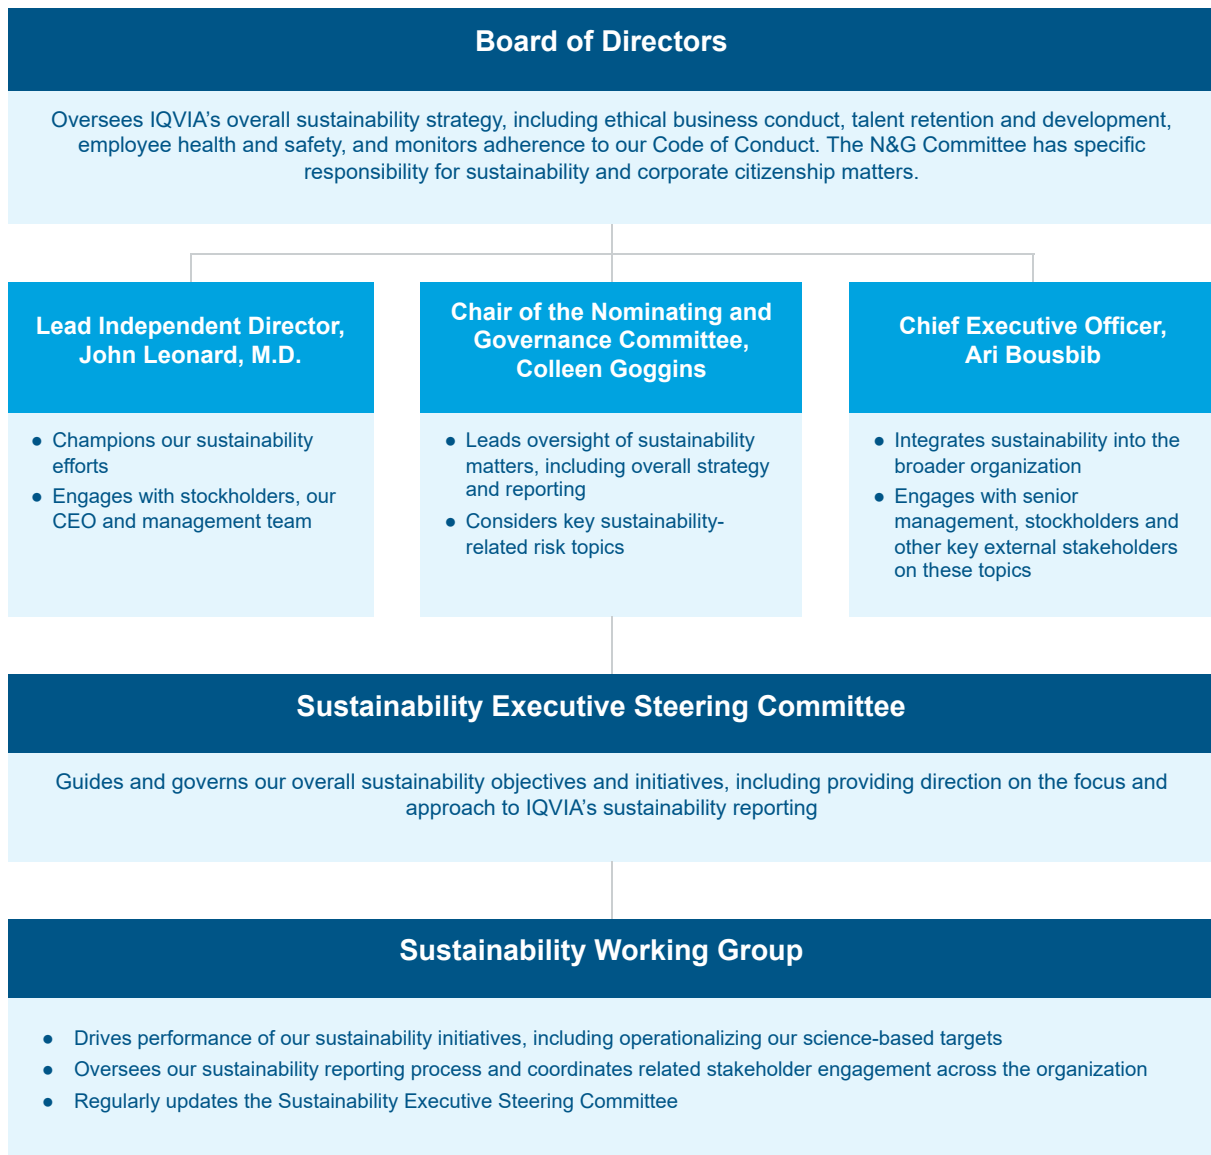 Board of Directors
Oversees IQVIA’s overall sustainability strategy, including ethical business conduct, talent retention and development,
employee health and safety, and monitors adherence to our Code of Conduct. The N&G Committee has specific
responsibility for sustainability and corporate citizenship matters.
Lead Independent Director,
John Leonard, M.D.
● Champions our sustainability
efforts
● Engages with stockholders, our
CEO and management team
Chair of the Nominating and
Governance Committee,
Colleen Goggins
● Leads oversight of sustainability
matters, including overall strategy
and reporting
● Considers key sustainability-
related risk topics
Chief Executive Officer,
Ari Bousbib
● Integrates sustainability into the
broader organization
● Engages with senior
management, stockholders and
other key external stakeholders
on these topics
Sustainability Executive Steering Committee
Guides and governs our overall sustainability objectives and initiatives, including providing direction on the focus and
approach to IQVIA’s sustainability reporting
Sustainability Working Group
● Drives performance of our sustainability initiatives, including operationalizing our science-based targets
● Oversees our sustainability reporting process and coordinates related stakeholder engagement across the organization
● Regularly updates the Sustainability Executive Steering Committee